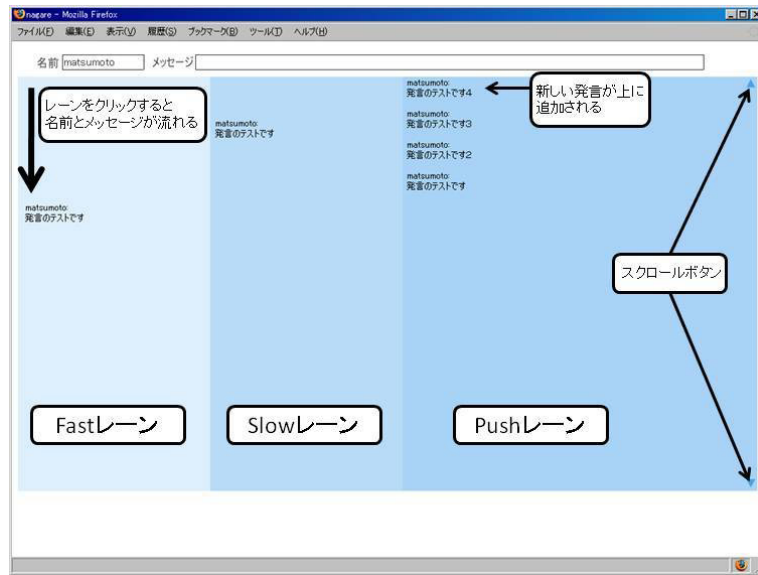 nagare - Mozilla Firefox
ファイル(F) 編集(E) 表示(V) 履歴(S) ブックマーク(B) ツール(T) ヘルプ(H)
名前 matsumoto メッセージ
レーンをクリックすると
名前とメッセージが流れる
matsumoto:
発言のテストです
matsumoto:
発言のテストです
matsumoto:
発言のテストです4
matsumoto:
発言のテストです3
matsumoto:
発言のテストです2
matsumoto:
発言のテストです
新しい発言が上に
追加される
スクロールボタン
Fastレーン
Slowレーン
Pushレーン